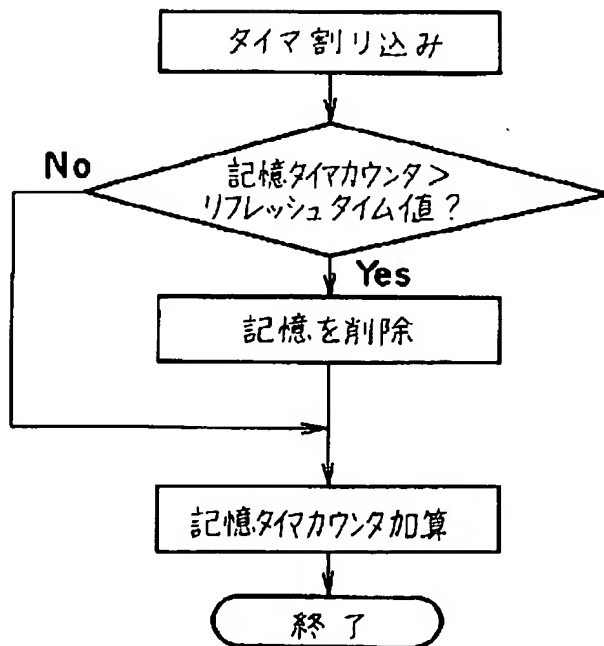 タイマ割り込み
No
記憶タイマカウンタ>
リフレッシュタイム値?
Yes
記憶を削除
記憶タイマカウンタ加算
終了